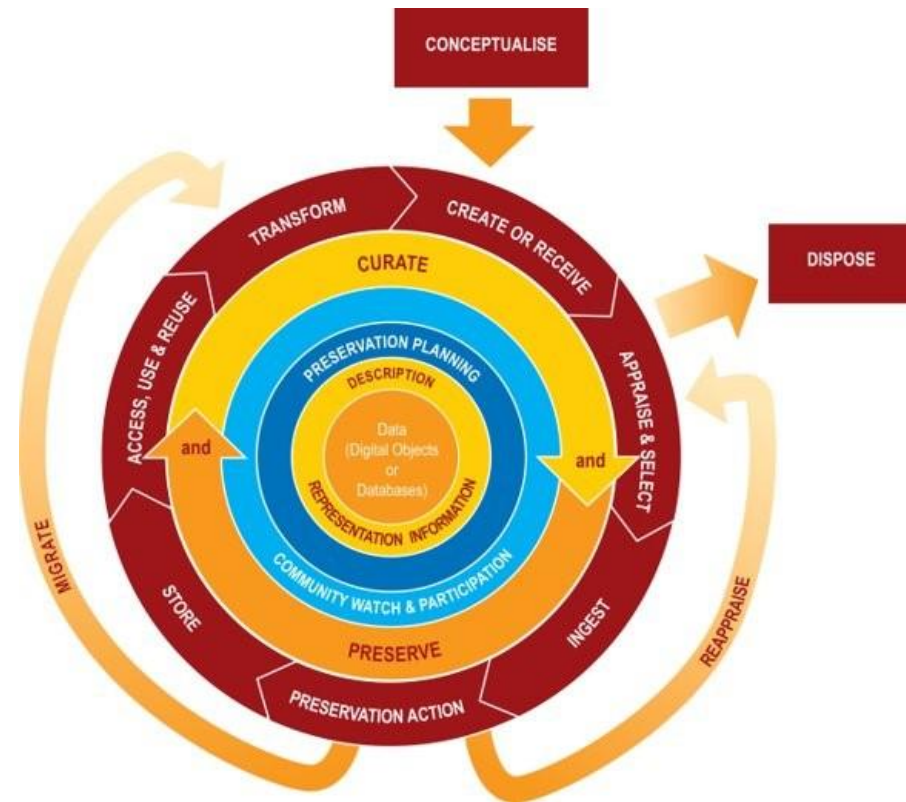 CONCEPTUALISE
DISPOSE
TRANSFORM
CREATE OR RECEIVE
APPRAISE & SELECT
INGEST
PRESERVATION ACTION
STORE
ACCESS, USE & REUSE
MIGRATE
REAPPRAISE
CURATE
and
PRESERVE
and
PRESERVATION PLANNING
COMMUNITY WATCH & PARTICIPATION
DESCRIPTION
REPRESENTATION INFORMATION
Data
(Digital Objects
or
Databases)